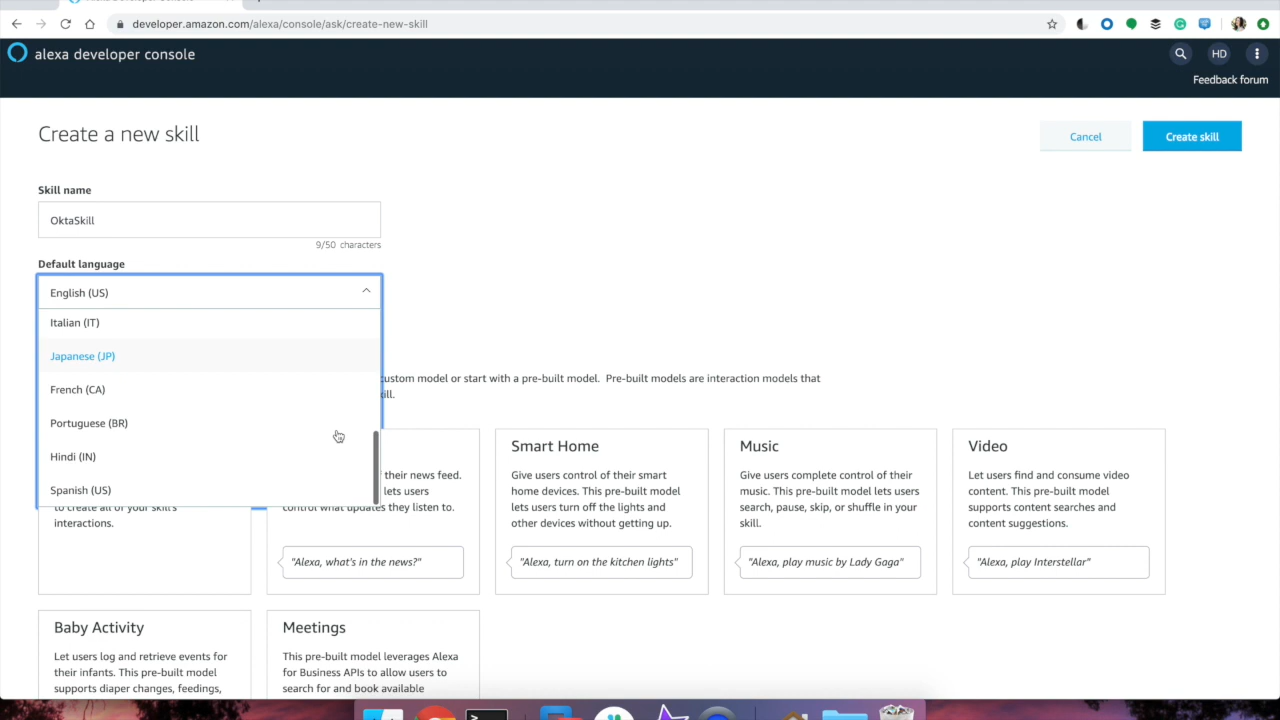 developer.amazon.com/alexa/console/ask/create-new-skill
alexa developer console
HD
Feedback forum
Create a new skill
Cancel
Create skill
Skill name
OktaSkill
9/50 characters
Default language
English (US)
Italian (IT)
Japanese (JP)
French (CA)
Portuguese (BR)
Hindi (IN)
Spanish (US)
custom model or start with a pre-built model. Pre-built models are interaction models that
to create all of your skill's
interactions.
their news feed.
lets users
control what updates they listen to.
"Alexa, what's in the news?"
Smart Home
Give users control of their smart
home devices. This pre-built model
lets users turn off the lights and
other devices without getting up.
"Alexa, turn on the kitchen lights"
Music
Give users complete control of their
music. This pre-built model lets users
search, pause, skip, or shuffle in your
skill.
"Alexa, play music by Lady Gaga"
Video
Let users find and consume video
content. This pre-built model
supports content searches and
content suggestions.
"Alexa, play Interstellar"
Baby Activity
Let users log and retrieve events for
their infants. This pre-built model
supports diaper changes, feedings,
Meetings
This pre-built model leverages Alexa
for Business APIs to allow users to
search for and book available